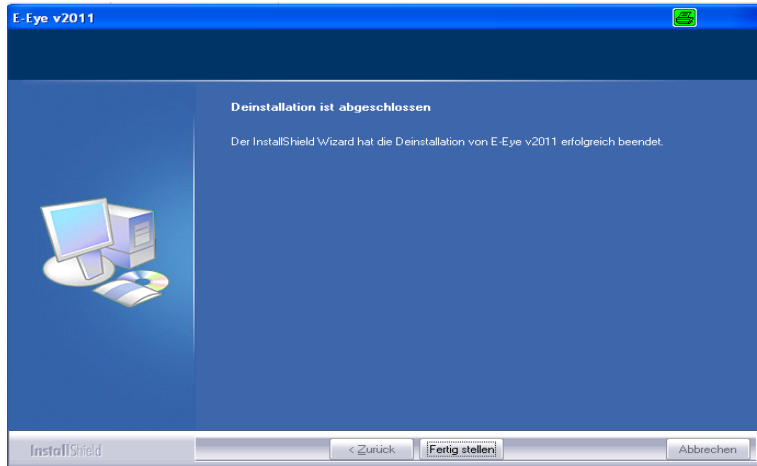 E-Eye v2011
Deinstallation ist abgeschlossen
Der InstallShield Wizard hat die Deinstallation von E-Eye v2011 erfolgreich beendet.
InstallShield
< Zurück
Fertig stellen
Abbrechen